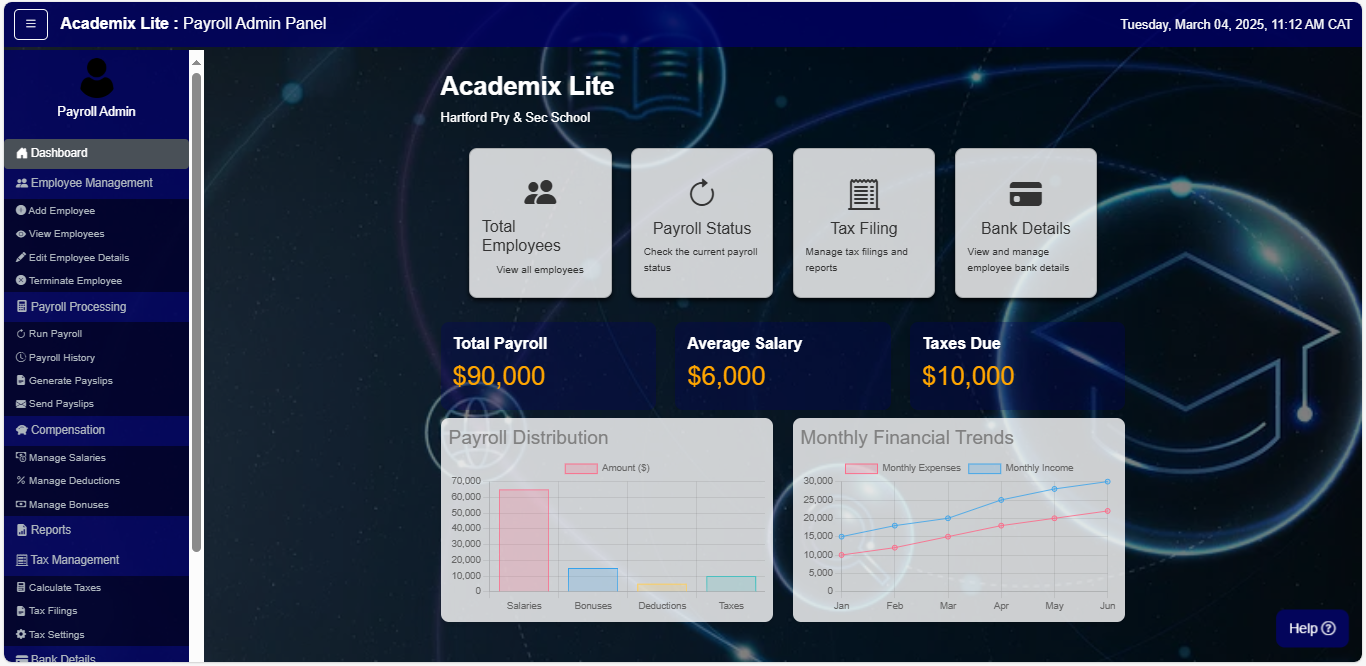 Academix Lite : Payroll Admin Panel
Tuesday, March 04, 2025, 11:12 AM CAT
Payroll Admin
Dashboard
Employee Management
Add Employee
View Employees
Edit Employee Details
Terminate Employee
Payroll Processing
Run Payroll
Payroll History
Generate Payslips
Send Payslips
Compensation
Manage Salaries
Manage Deductions
Manage Bonuses
Reports
Tax Management
Calculate Taxes
Tax Filings
Tax Settings
Bank Details
Academix Lite
Hartford Pry & Sec School
Total
Employees
View all employees
Payroll Status
Check the current payroll
status
Tax Filing
Manage tax filings and
reports
Bank Details
View and manage
employee bank details
Total Payroll
$90,000
Average Salary
$6,000
Taxes Due
$10,000
Payroll Distribution
Amount ($)
70,000
60,000
50,000
40,000
30,000
20,000
10,000
0
Salaries Bonuses Deductions Taxes
Monthly Financial Trends
Monthly Expenses Monthly Income
30,000
25,000
20,000
15,000
10,000
5,000
0
Jan Feb Mar Apr May Jun
Help